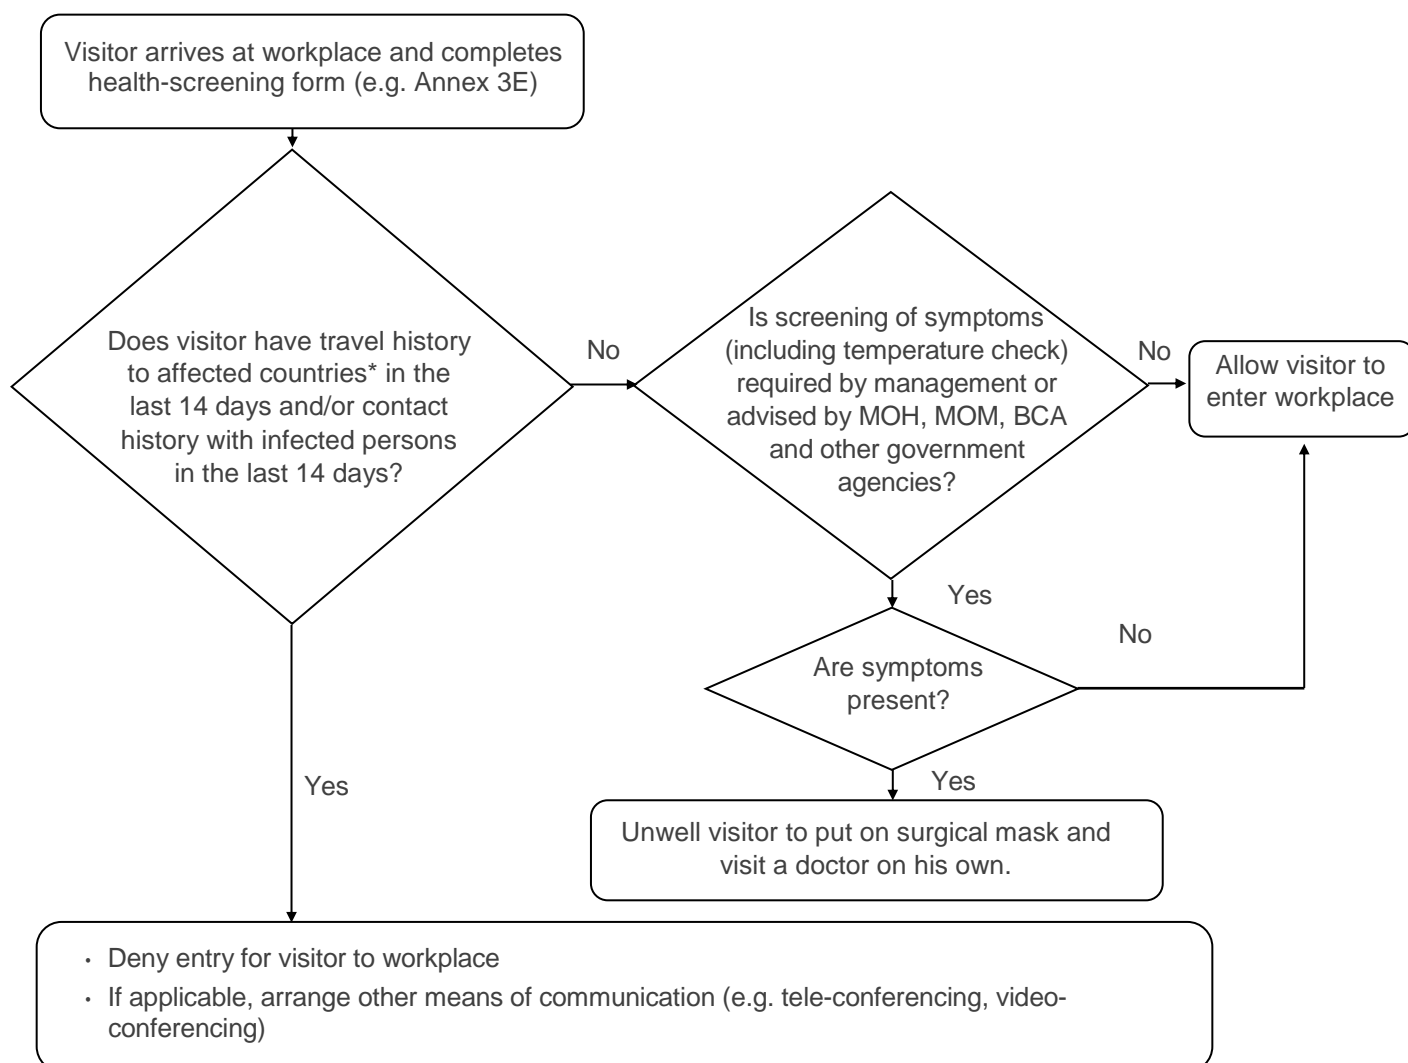 Visitor arrives at workplace and completes
health-screening form (e.g. Annex 3E)
Does visitor have travel history
to affected countries* in the
last 14 days and/or contact
history with infected persons
in the last 14 days?
No
Is screening of symptoms
(including temperature check)
required by management or
advised by MOH, MOM, BCA
and other government
agencies?
No
Allow visitor to
enter workplace
Yes
Are symptoms
present?
No
Yes
Unwell visitor to put on surgical mask and
visit a doctor on his own.
Yes
· Deny entry for visitor to workplace
· If applicable, arrange other means of communication (e.g. tele-conferencing, video-
conferencing)